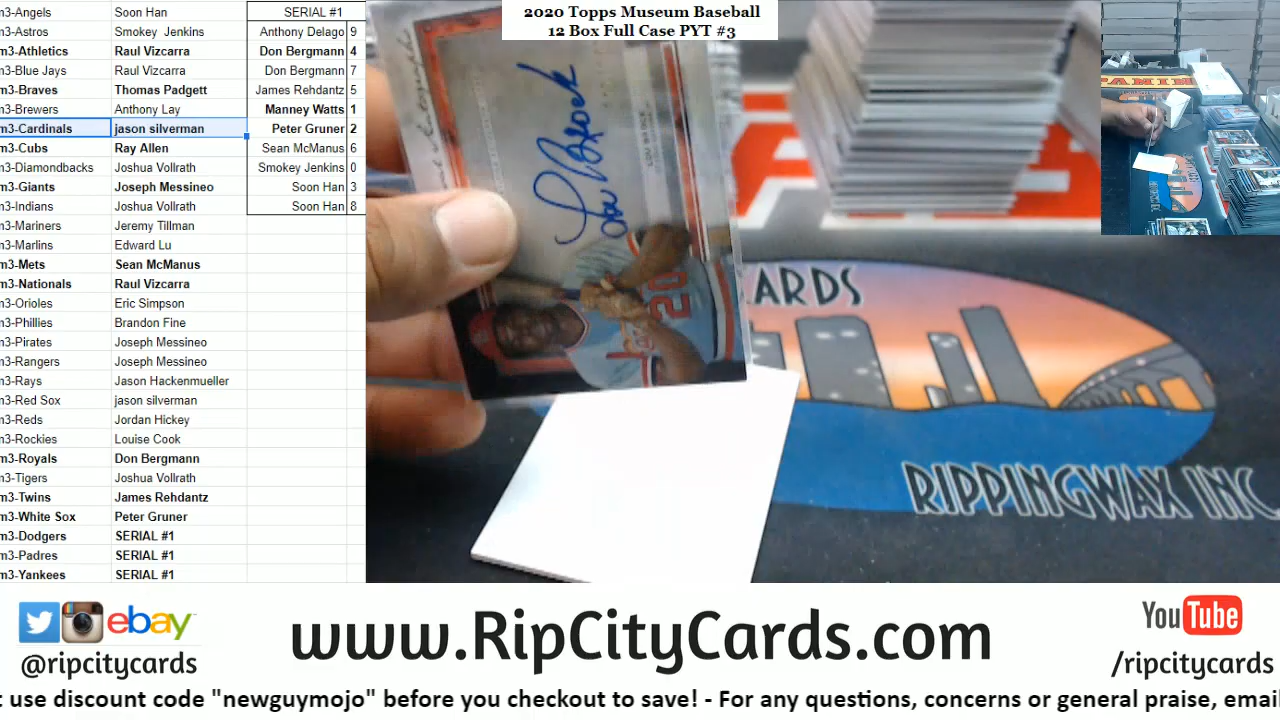 2020 Topps Museum Baseball
12 Box Full Case PYT #3
m3-Angels Soon Han
m3-Astros Smokey Jenkins
m3-Athletics Raul Vizcarra
m3-Blue Jays Raul Vizcarra
m3-Braves Thomas Padgett
m3-Brewers Anthony Lay
m3-Cardinals jason silverman
m3-Cubs Ray Allen
m3-Diamondbacks Joshua Vollrath
m3-Giants Joseph Messineo
m3-Indians Joshua Vollrath
m3-Mariners Jeremy Tillman
m3-Marlins Edward Lu
m3-Mets Sean McManus
m3-Nationals Raul Vizcarra
m3-Orioles Eric Simpson
m3-Phillies Brandon Fine
m3-Pirates Joseph Messineo
m3-Rangers Joseph Messineo
m3-Rays Jason Hackenmueller
m3-Red Sox jason silverman
m3-Reds Jordan Hickey
m3-Rockies Louise Cook
m3-Royals Don Bergmann
m3-Tigers Joshua Vollrath
m3-Twins James Rehdantz
m3-White Sox Peter Gruner
m3-Dodgers SERIAL #1
m3-Padres SERIAL #1
m3-Yankees SERIAL #1
SERIAL #1
Anthony Delago 9
Don Bergmann 4
Don Bergmann 7
James Rehdantz 5
Manney Watts 1
Peter Gruner 2
Sean McManus 6
Smokey Jenkins 0
Soon Han 3
Soon Han 8
Lou Brock
LOU BROCK
20
CARDS
RIPPINGWAX INC
PANINI
ebay
@ripcitycards
www.RipCityCards.com
YouTube
/ripcitycards
t use discount code "newguymojo" before you checkout to save! - For any questions, concerns or general praise, email